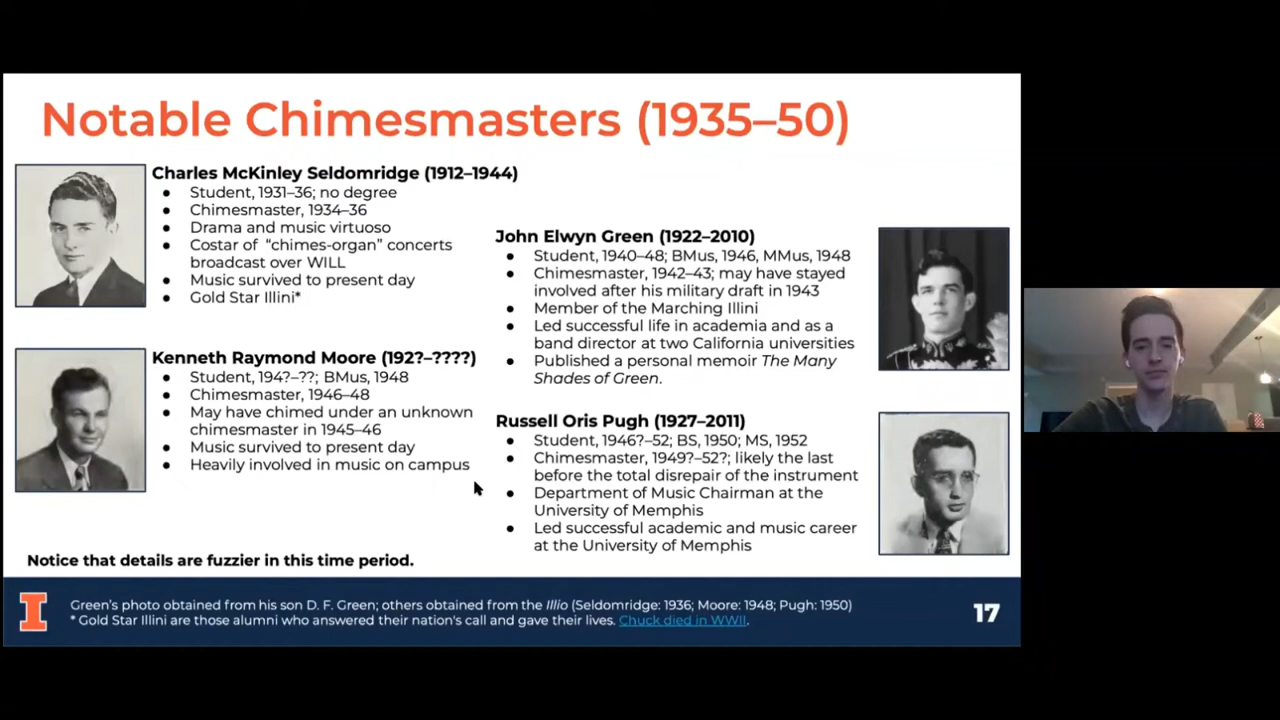 Notable Chimesmasters (1935–50)
Charles McKinley Seldomridge (1912–1944)
● Student, 1931–36; no degree
● Chimesmaster, 1934–36
● Drama and music virtuoso
● Costar of “chimes-organ” concerts
broadcast over WILL
● Music survived to present day
● Gold Star Illini*
Kenneth Raymond Moore (192?–????)
● Student, 194?–??; BMus, 1948
● Chimesmaster, 1946–48
● May have chimed under an unknown
chimesmaster in 1945–46
● Music survived to present day
● Heavily involved in music on campus
John Elwyn Green (1922–2010)
● Student, 1940–48; BMus, 1946, MMus, 1948
● Chimesmaster, 1942–43; may have stayed
involved after his military draft in 1943
● Member of the Marching Illini
● Led successful life in academia and as a
band director at two California universities
● Published a personal memoir The Many
Shades of Green.
Russell Oris Pugh (1927–2011)
● Student, 1946?–52; BS, 1950; MS, 1952
● Chimesmaster, 1949?–52?; likely the last
before the total disrepair of the instrument
● Department of Music Chairman at the
University of Memphis
● Led successful academic and music career
at the University of Memphis
Notice that details are fuzzier in this time period.
I
Green's photo obtained from his son D. F. Green; others obtained from the Illio (Seldomridge: 1936; Moore: 1948; Pugh: 1950)
* Gold Star Illini are those alumni who answered their nation's call and gave their lives. Chuck died in WWII.
17